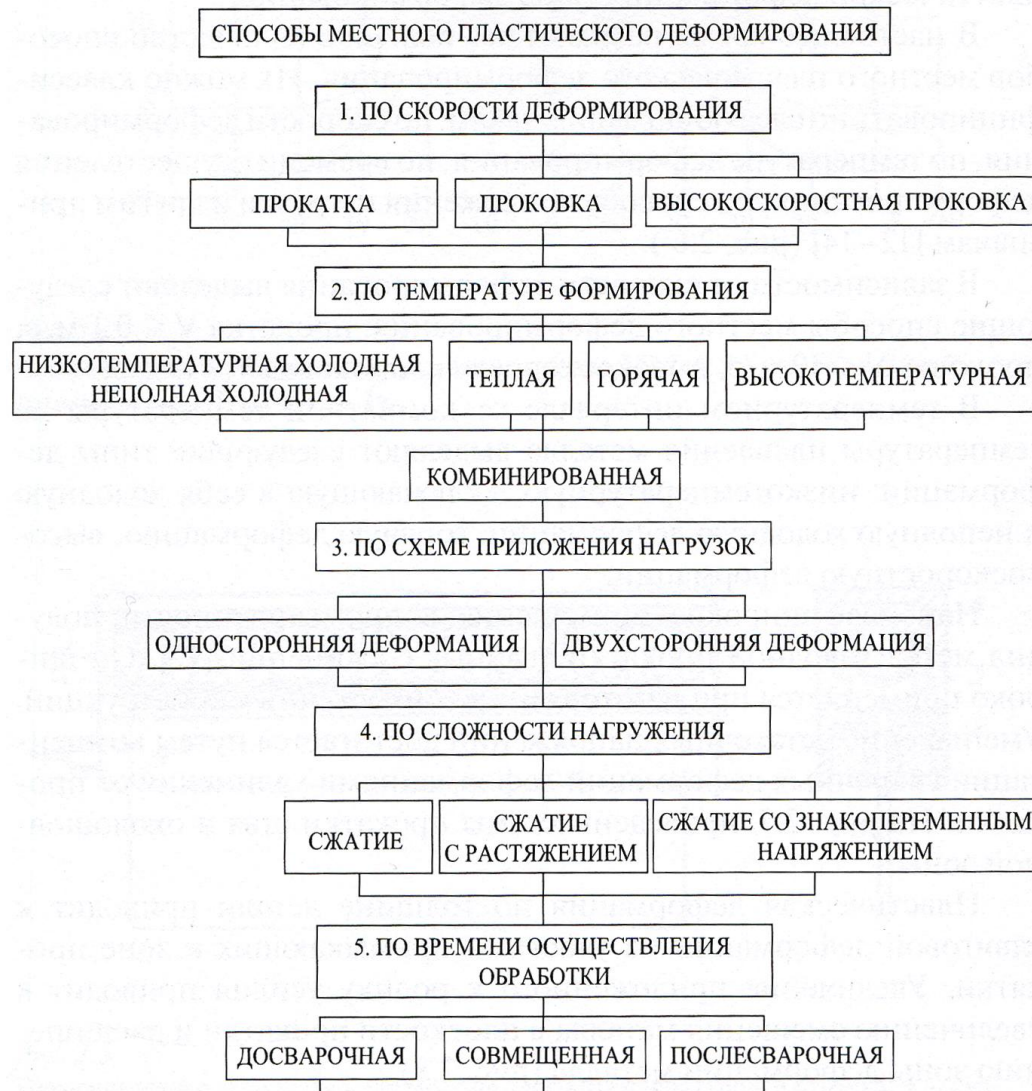 СПОСОБЫ МЕСТНОГО ПЛАСТИЧЕСКОГО ДЕФОРМИРОВАНИЯ
1. ПО СКОРОСТИ ДЕФОРМИРОВАНИЯ
ПРОКАТКА
ПРОКОВКА
ВЫСОКОСКОРОСТНАЯ ПРОКОВКА
2. ПО ТЕМПЕРАТУРЕ ФОРМИРОВАНИЯ
НИЗКОТЕМПЕРАТУРНАЯ ХОЛОДНАЯ
НЕПОЛНАЯ ХОЛОДНАЯ
ТЕПЛАЯ
ГОРЯЧАЯ
ВЫСОКОТЕМПЕРАТУРНАЯ
КОМБИНИРОВАННАЯ
3. ПО СХЕМЕ ПРИЛОЖЕНИЯ НАГРУЗОК
ОДНОСТОРОННЯЯ ДЕФОРМАЦИЯ
ДВУХСТОРОННЯЯ ДЕФОРМАЦИЯ
4. ПО СЛОЖНОСТИ НАГРУЖЕНИЯ
СЖАТИЕ
СЖАТИЕ
С РАСТЯЖЕНИЕМ
СЖАТИЕ СО ЗНАКОПЕРЕМЕННЫМ
НАПРЯЖЕНИЕМ
5. ПО ВРЕМЕНИ ОСУЩЕСТВЛЕНИЯ
ОБРАБОТКИ
ДОСВАРОЧНАЯ
СОВМЕЩЕННАЯ
ПОСЛЕСВАРОЧНАЯ